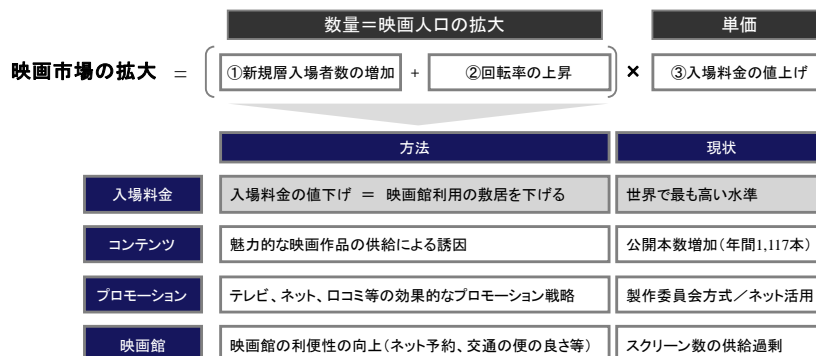 数量＝映画人口の拡大
単価
映画市場の拡大 ＝ ①新規層入場者数の増加 + ②回転率の上昇 × ③入場料金の値上げ
方法
現状
入場料金
入場料金の値下げ ＝ 映画館利用の敷居を下げる
世界で最も高い水準
コンテンツ
魅力的な映画作品の供給による誘因
公開本数増加（年間1,117本）
プロモーション
テレビ、ネット、口コミ等の効果的なプロモーション戦略
製作委員会方式／ネット活用
映画館
映画館の利便性の向上（ネット予約、交通の便の良さ等）
スクリーン数の供給過剰